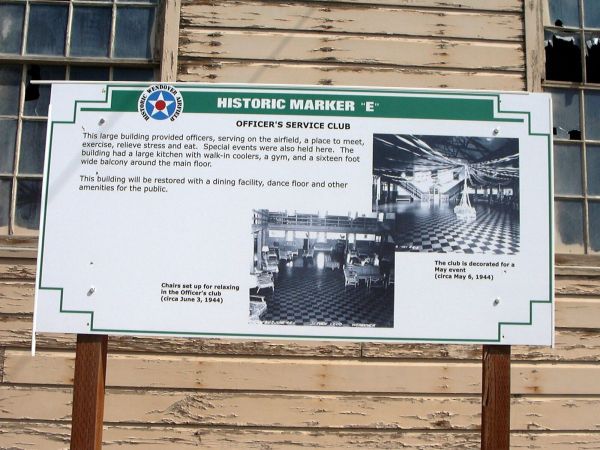 HISTORIC WENDOVER AIRFIELD
HISTORIC MARKER "E"
OFFICER'S SERVICE CLUB
This large building provided officers, serving on the airfield, a place to meet,
exercise, relieve stress and eat. Special events were also held here. The
building had a large kitchen with walk-in coolers, a gym, and a sixteen foot
wide balcony around the main floor.
This building will be restored with a dining facility, dance floor and other
amenities for the public.
The club is decorated for a
May event
(circa May 6, 1944)
Chairs set up for relaxing
in the Officer's club
(circa June 3, 1944)